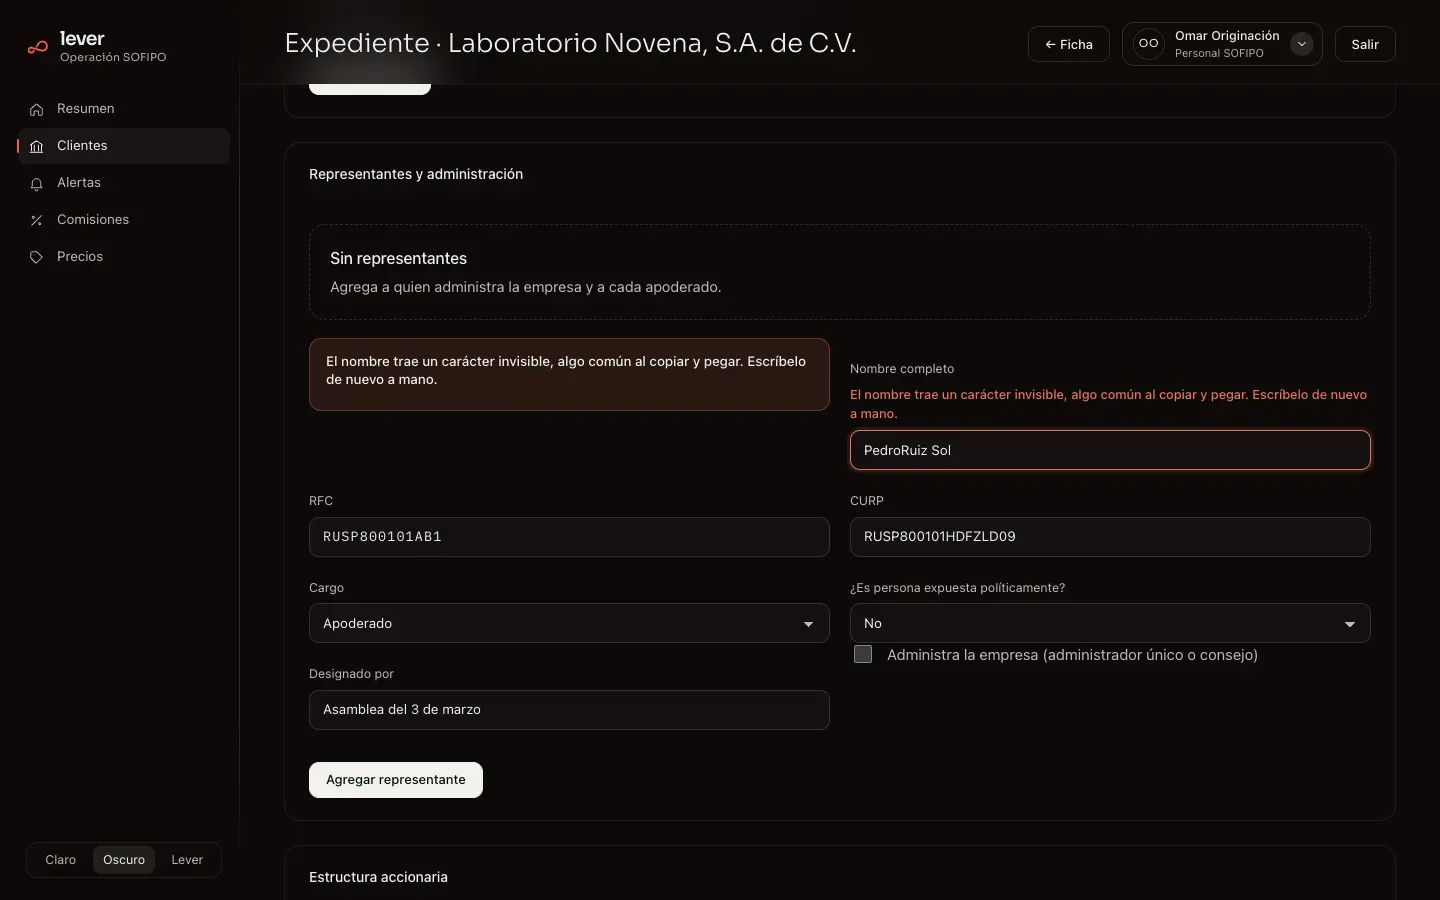 lever
Operación SOFIPO
Resumen
Clientes
Alertas
Comisiones
Precios
Claro
Oscuro
Lever
Expediente · Laboratorio Novena, S.A. de C.V.
← Ficha
OO
Omar Originación
Personal SOFIPO
Salir
Representantes y administración
Sin representantes
Agrega a quien administra la empresa y a cada apoderado.
El nombre trae un carácter invisible, algo común al copiar y pegar. Escríbelo
de nuevo a mano.
Nombre completo
El nombre trae un carácter invisible, algo común al copiar y pegar. Escríbelo de nuevo
a mano.
PedroRuiz Sol
RFC
RUSP800101AB1
CURP
RUSP800101HDFZLD09
Cargo
Apoderado
¿Es persona expuesta políticamente?
No
Administra la empresa (administrador único o consejo)
Designado por
Asamblea del 3 de marzo
Agregar representante
Estructura accionaria